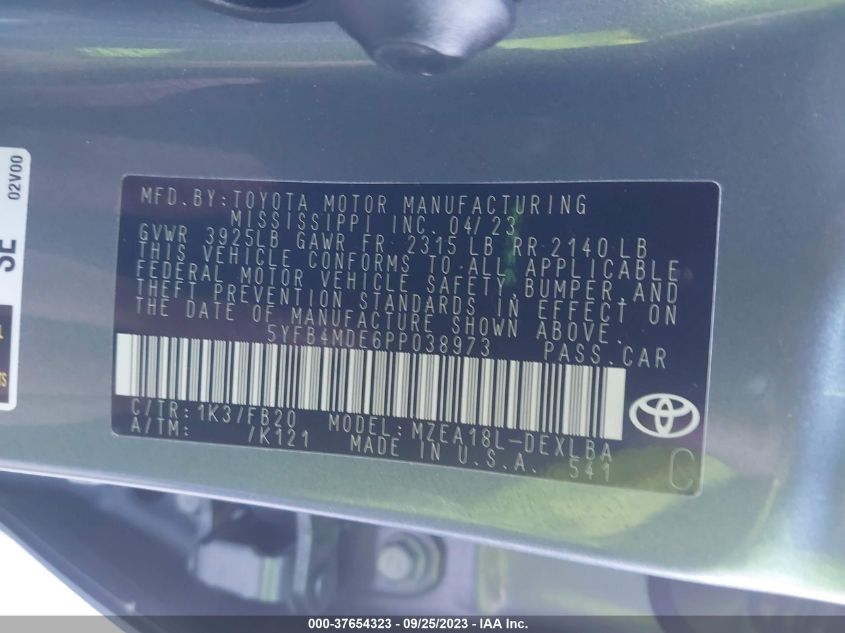 MFD.BY:TOYOTA MOTOR MANUFACTURING
MISSISSIPPI INC. 04/23
GVWR 3925LB GAWR FR 2315 LB RR 2140 LB
THIS VEHICLE CONFORMS TO ALL APPLICABLE
FEDERAL MOTOR VEHICLE SAFETY,BUMPER,AND
THEFT PREVENTION STANDARDS IN EFFECT ON
THE DATE OF MANUFACTURE SHOWN ABOVE.
5YFB4MDE6PP038973 PASS.CAR
C/TR:1K3/FB20 MODEL:MZEA18L-DEXLBA
A/TM: /K121 MADE IN U.S.A. 541
C
02V00
SE
000-37654323 - 09/25/2023 - IAA Inc.